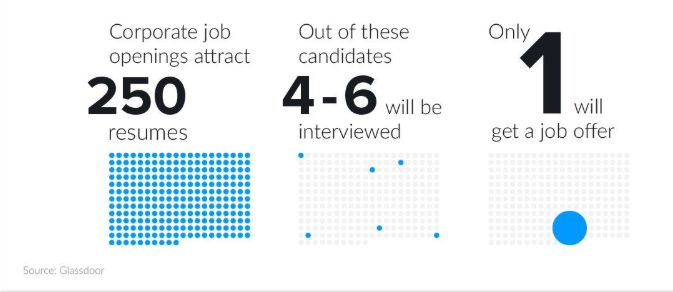 Corporate job
openings attract
250
resumes
Out of these
candidates
4-6 will be
interviewed
Only
1 will
get a job offer
Source: Glassdoor